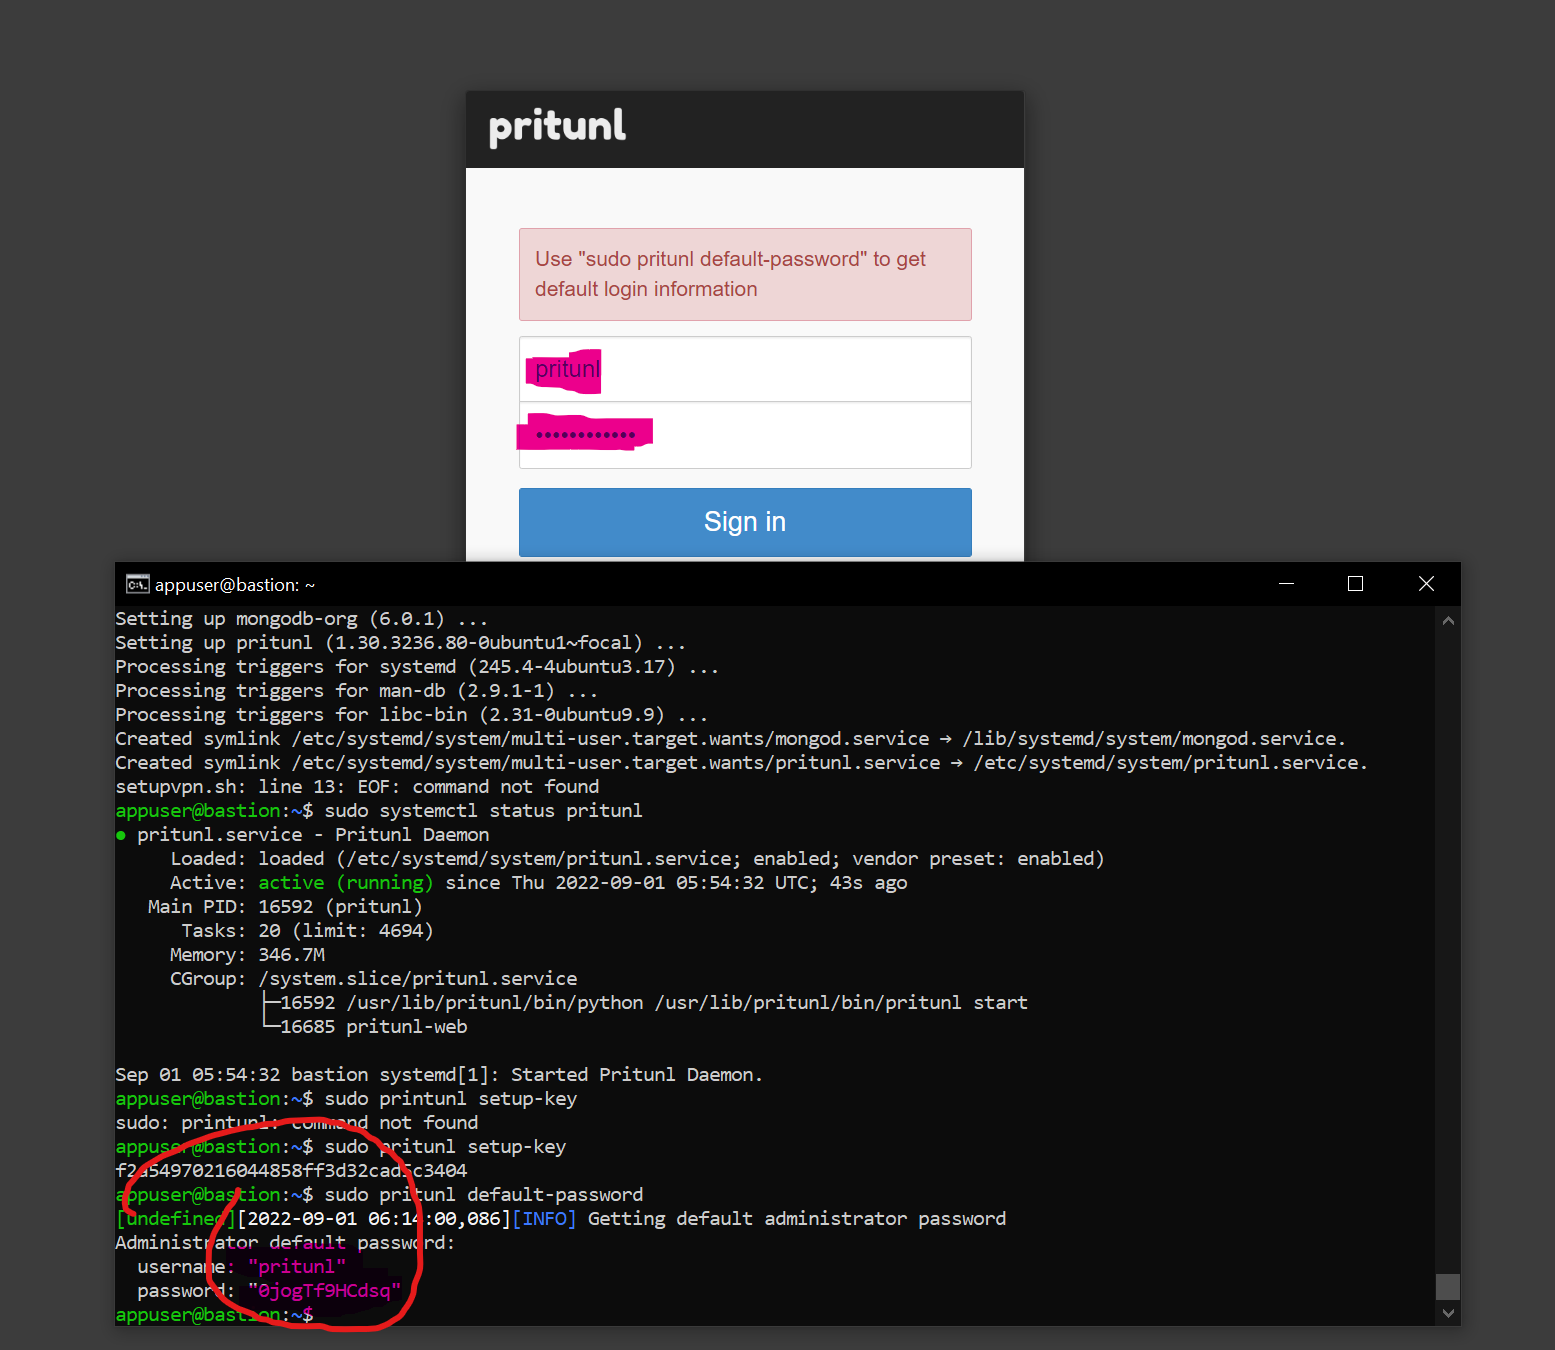 pritunl
Use "sudo pritunl default-password" to get
default login information
pritunl
••••••••••••
Sign in
appuser@bastion: ~
Setting up mongodb-org (6.0.1) ...
Setting up pritunl (1.30.3236.80-0ubuntu1~focal) ...
Processing triggers for systemd (245.4-4ubuntu3.17) ...
Processing triggers for man-db (2.9.1-1) ...
Processing triggers for libc-bin (2.31-0ubuntu9.9) ...
Created symlink /etc/systemd/system/multi-user.target.wants/mongod.service → /lib/systemd/system/mongod.service.
Created symlink /etc/systemd/system/multi-user.target.wants/pritunl.service → /etc/systemd/system/pritunl.service.
setupvpn.sh: line 13: EOF: command not found
appuser@bastion:~$ sudo systemctl status pritunl
● pritunl.service - Pritunl Daemon
Loaded: loaded (/etc/systemd/system/pritunl.service; enabled; vendor preset: enabled)
Active: active (running) since Thu 2022-09-01 05:54:32 UTC; 43s ago
Main PID: 16592 (pritunl)
Tasks: 20 (limit: 4694)
Memory: 346.7M
CGroup: /system.slice/pritunl.service
├─16592 /usr/lib/pritunl/bin/python /usr/lib/pritunl/bin/pritunl start
└─16685 pritunl-web
Sep 01 05:54:32 bastion systemd[1]: Started Pritunl Daemon.
appuser@bastion:~$ sudo printunl setup-key
sudo: printunl: command not found
appuser@bastion:~$ sudo pritunl setup-key
f2a54970216044858ff3d32cad5c3404
appuser@bastion:~$ sudo pritunl default-password
[undefined][2022-09-01 06:14:00,086][INFO] Getting default administrator password
Administrator default password:
username: "pritunl"
password: "0jogTf9HCdsq"
appuser@bastion:~$